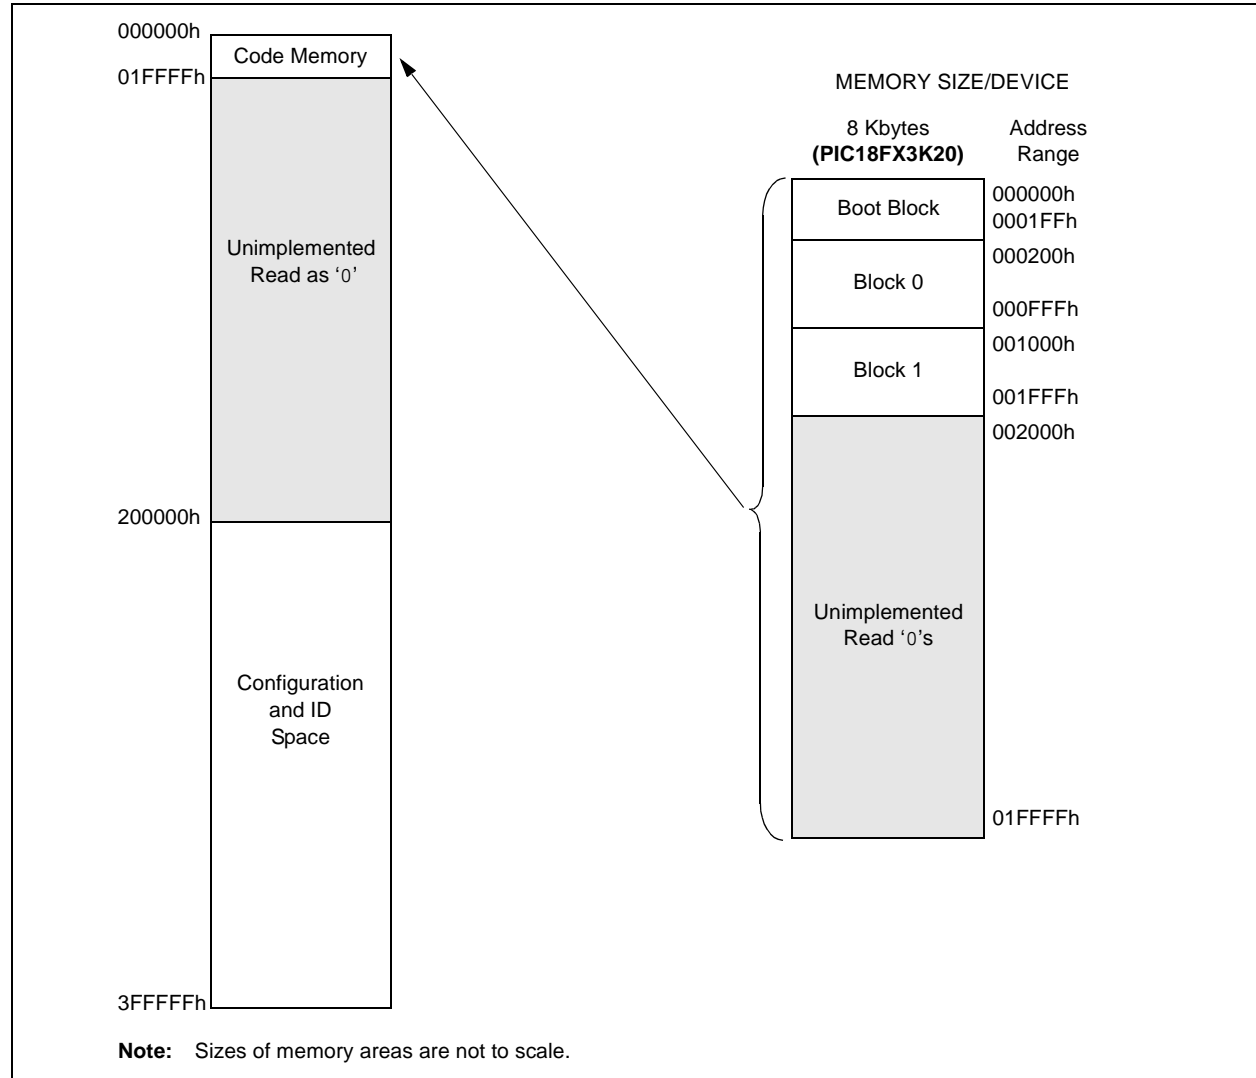 000000h
Code Memory
01FFFFh
Unimplemented
Read as ‘0’
200000h
Configuration
and ID
Space
3FFFFFh
MEMORY SIZE/DEVICE
8 Kbytes
(PIC18FX3K20)
Address
Range
Boot Block
000000h
0001FFh
Block 0
000200h
000FFFh
Block 1
001000h
001FFFh
002000h
Unimplemented
Read ‘0’s
01FFFFh
Note: Sizes of memory areas are not to scale.